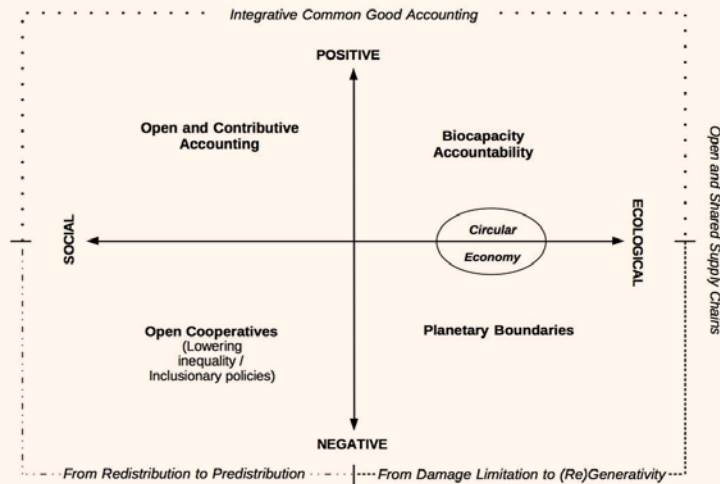 Integrative Common Good Accounting
POSITIVE
Open and Contributive
Accounting
Biocapacity
Accountability
Open and Shared Supply Chains
SOCIAL
Circular
Economy
ECOLOGICAL
Open Cooperatives
(Lowering
inequality /
Inclusionary policies)
Planetary Boundaries
NEGATIVE
From Redistribution to Predistribution
From Damage Limitation to (Re)Generativity